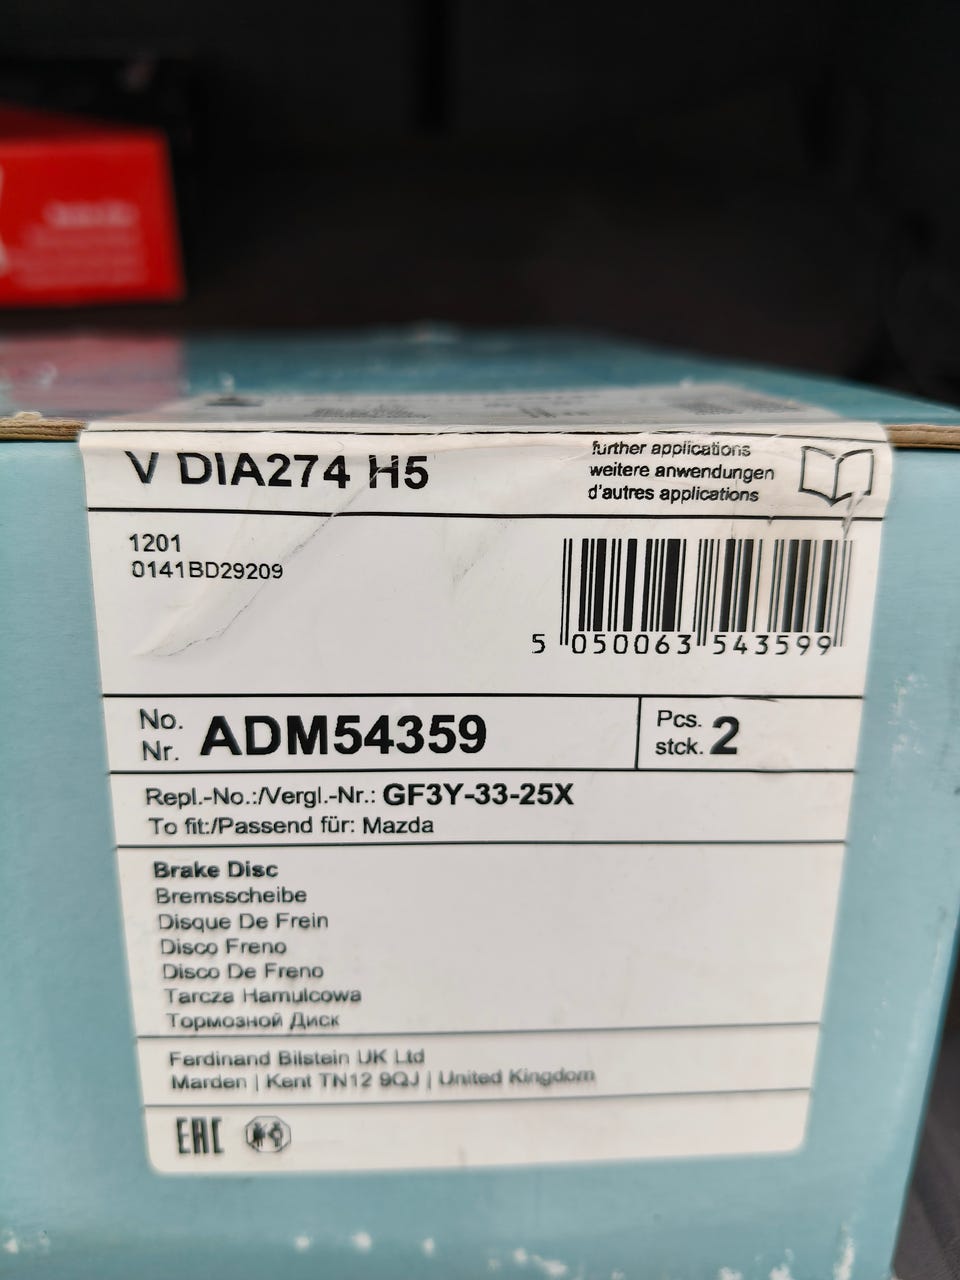 V DIA274 H5
further applications
weitere anwendungen
d'autres applications
1201
0141BD29209
5 050063 543599
No.
Nr. ADM54359
Pcs.
stck. 2
Repl.-No.:/Vergl.-Nr.: GF3Y-33-25X
To fit:/Passend für: Mazda
Brake Disc
Bremsscheibe
Disque De Frein
Disco Freno
Disco De Freno
Tarcza Hamulcowa
Тормозной Диск
Ferdinand Bilstein UK Ltd
Marden | Kent TN12 9QJ | United Kingdom
EAC